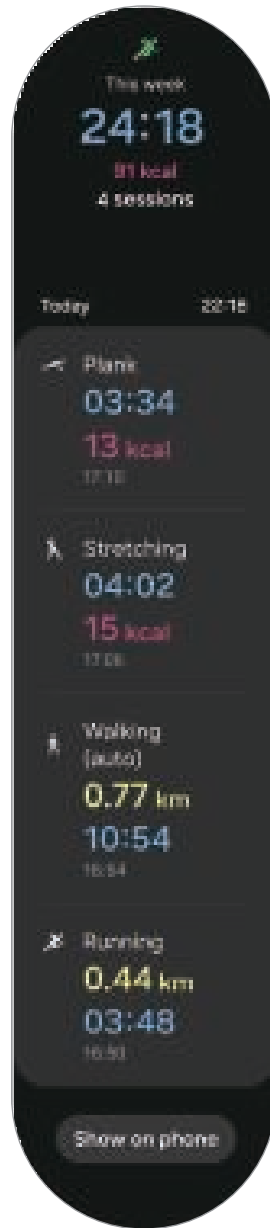 This week
24:18
91 kcal
4 sessions
Today 22:18
Plank
03:34
13 kcal
17:10
Stretching
04:02
15 kcal
17:06
Walking
(auto)
0.77 km
10:54
16:54
Running
0.44 km
03:48
Show on phone